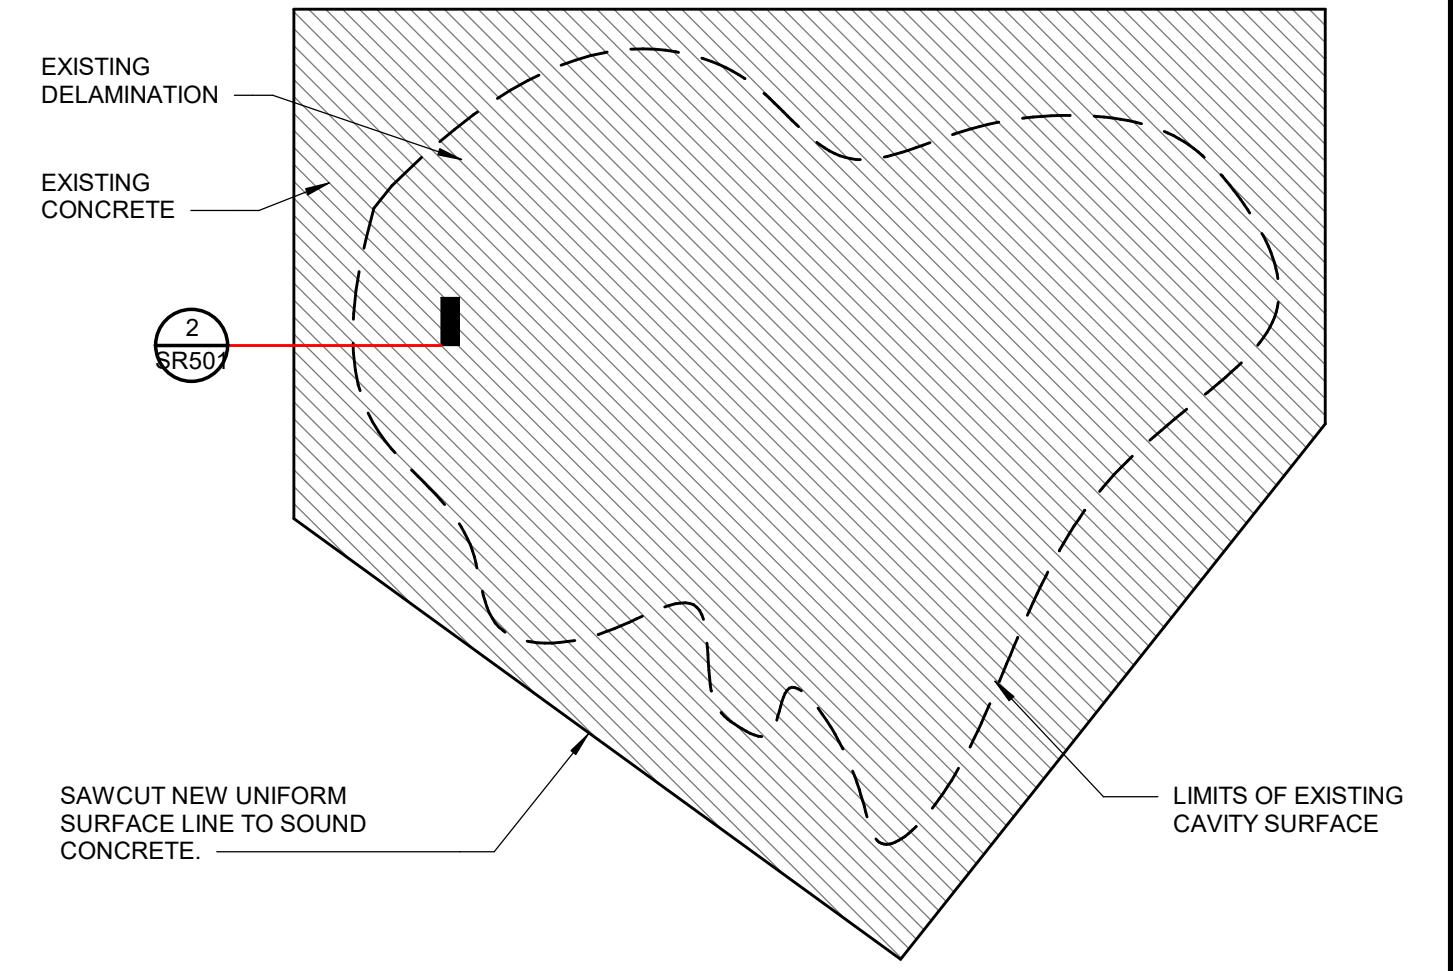 EXISTING
DELAMINATION
EXISTING
CONCRETE
2
SR501
SAWCUT NEW UNIFORM
SURFACE LINE TO SOUND
CONCRETE.
LIMITS OF EXISTING
CAVITY SURFACE